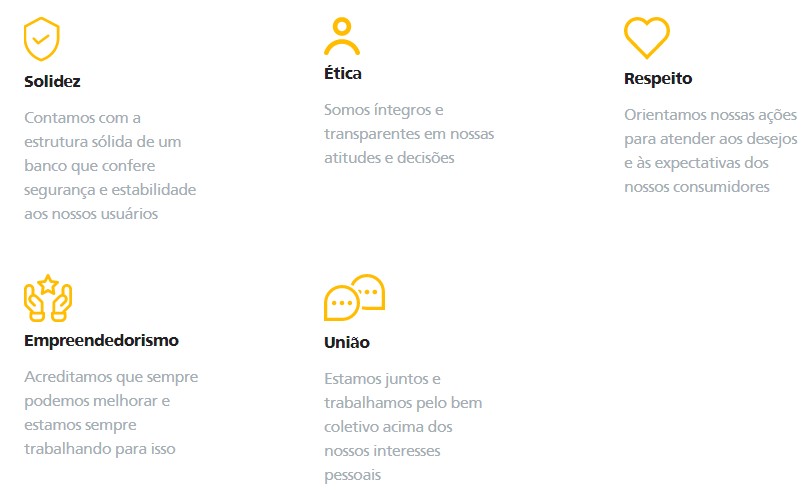 Solidez
Contamos com a
estrutura sólida de um
banco que confere
segurança e estabilidade
aos nossos usuários
Ética
Somos íntegros e
transparentes em nossas
atitudes e decisões
Respeito
Orientamos nossas ações
para atender aos desejos
e às expectativas dos
nossos consumidores
Empreendedorismo
Acreditamos que sempre
podemos melhorar e
estamos sempre
trabalhando para isso
União
Estamos juntos e
trabalhamos pelo bem
coletivo acima dos
nossos interesses
pessoais